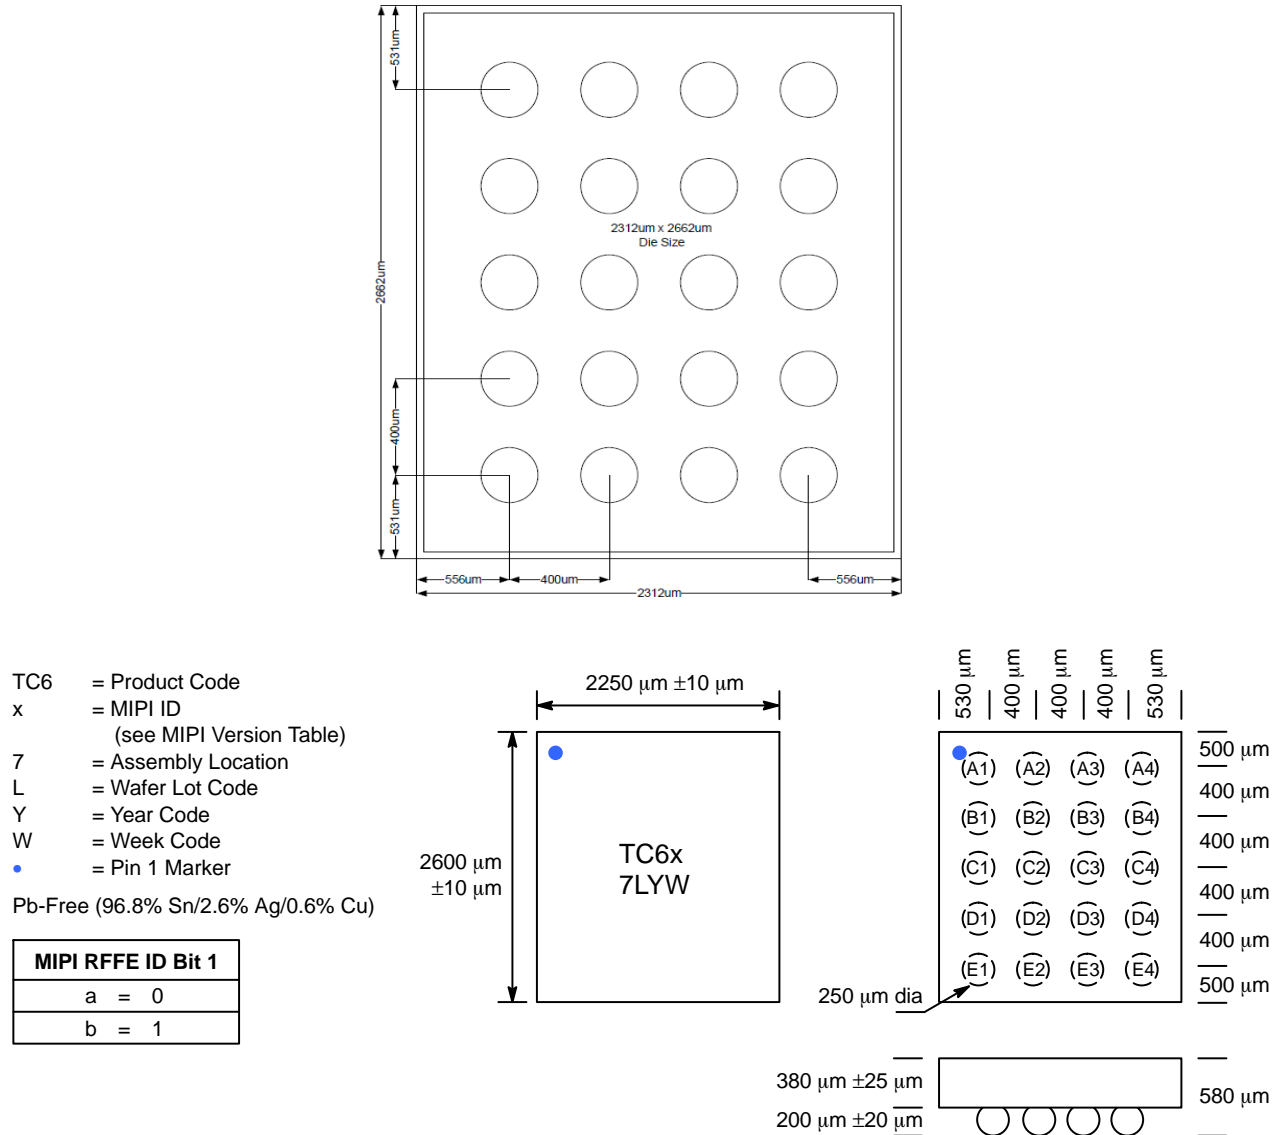 531um
2312um x 2662um
Die Size
2662um
400um
531um
556um
400um
556um
2312um
TC6 = Product Code
x = MIPI ID
(see MIPI Version Table)
7 = Assembly Location
L = Wafer Lot Code
Y = Year Code
W = Week Code
• = Pin 1 Marker
Pb-Free (96.8% Sn/2.6% Ag/0.6% Cu)
MIPI RFFE ID Bit 1
a = 0
b = 1
2250 μm ±10 μm
2600 μm
±10 μm
TC6x
7LYW
530 μm
400 μm
400 μm
400 μm
530 μm
A1 A2 A3 A4
B1 B2 B3 B4
C1 C2 C3 C4
D1 D2 D3 D4
E1 E2 E3 E4
500 μm
400 μm
400 μm
400 μm
400 μm
500 μm
250 μm dia
380 μm ±25 μm
200 μm ±20 μm
580 μm